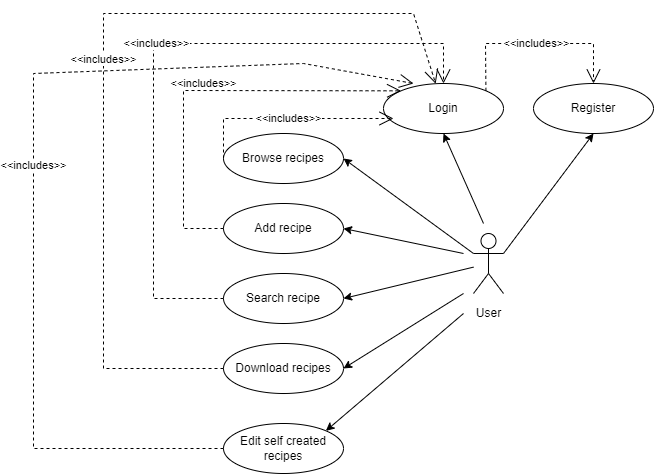 <<includes>>
<<includes>>
<<includes>>
<<includes>>
Login
Register
<<includes>>
Browse recipes
<<includes>>
Add recipe
Search recipe
User
Download recipes
Edit self created
recipes